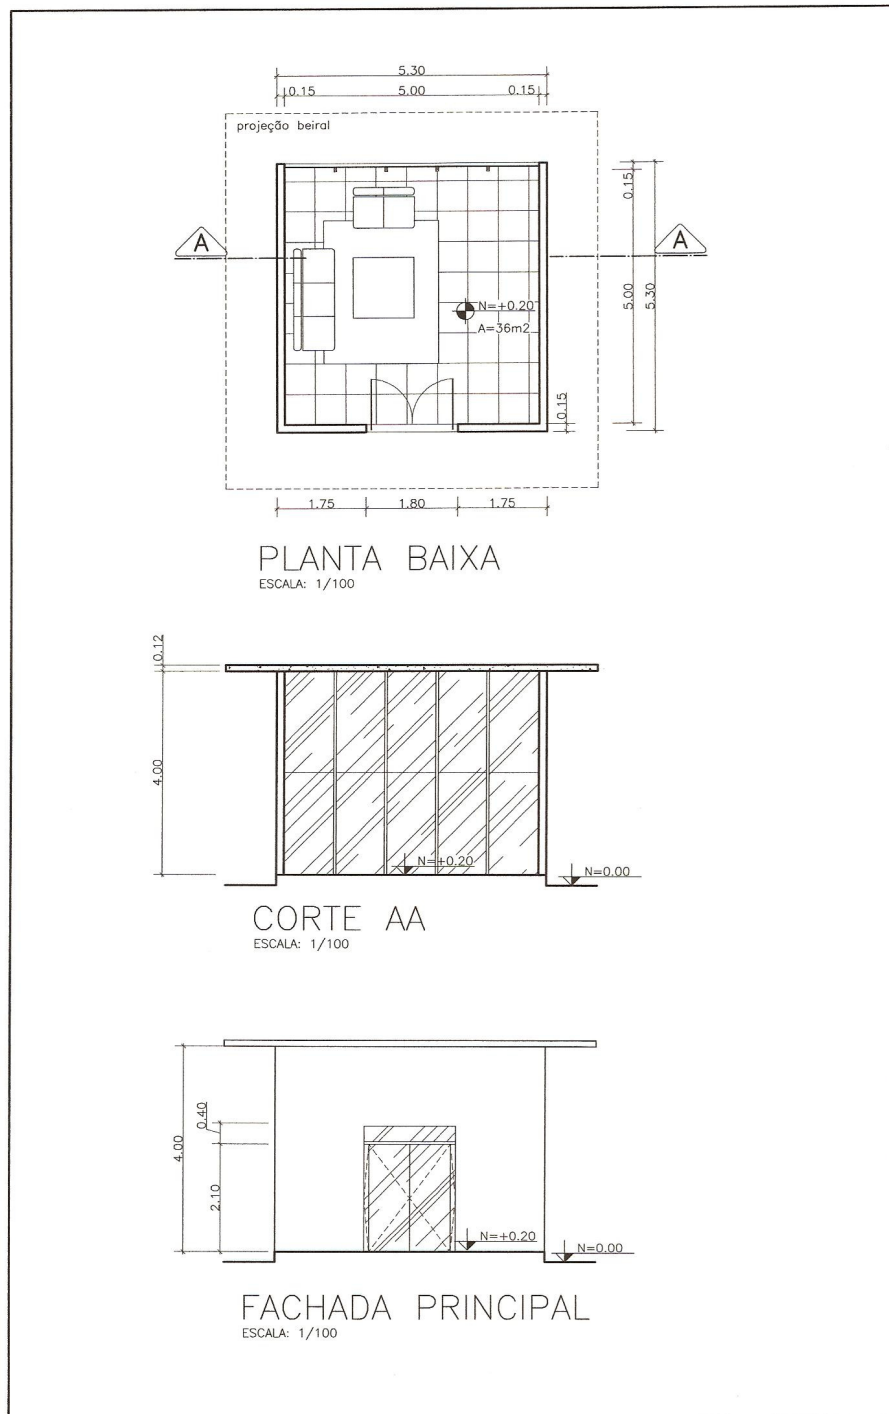 5.30
0.15 5.00 0.15
projeção beiral
A A
0.15
5.00 5.30
N=+0.20
A=36m2
0.15
1.75 1.80 1.75
PLANTA BAIXA
ESCALA: 1/100
0.12
4.00
N=+0.20
N=0.00
CORTE AA
ESCALA: 1/100
0.40
4.00
2.10
N=+0.20
N=0.00
FACHADA PRINCIPAL
ESCALA: 1/100